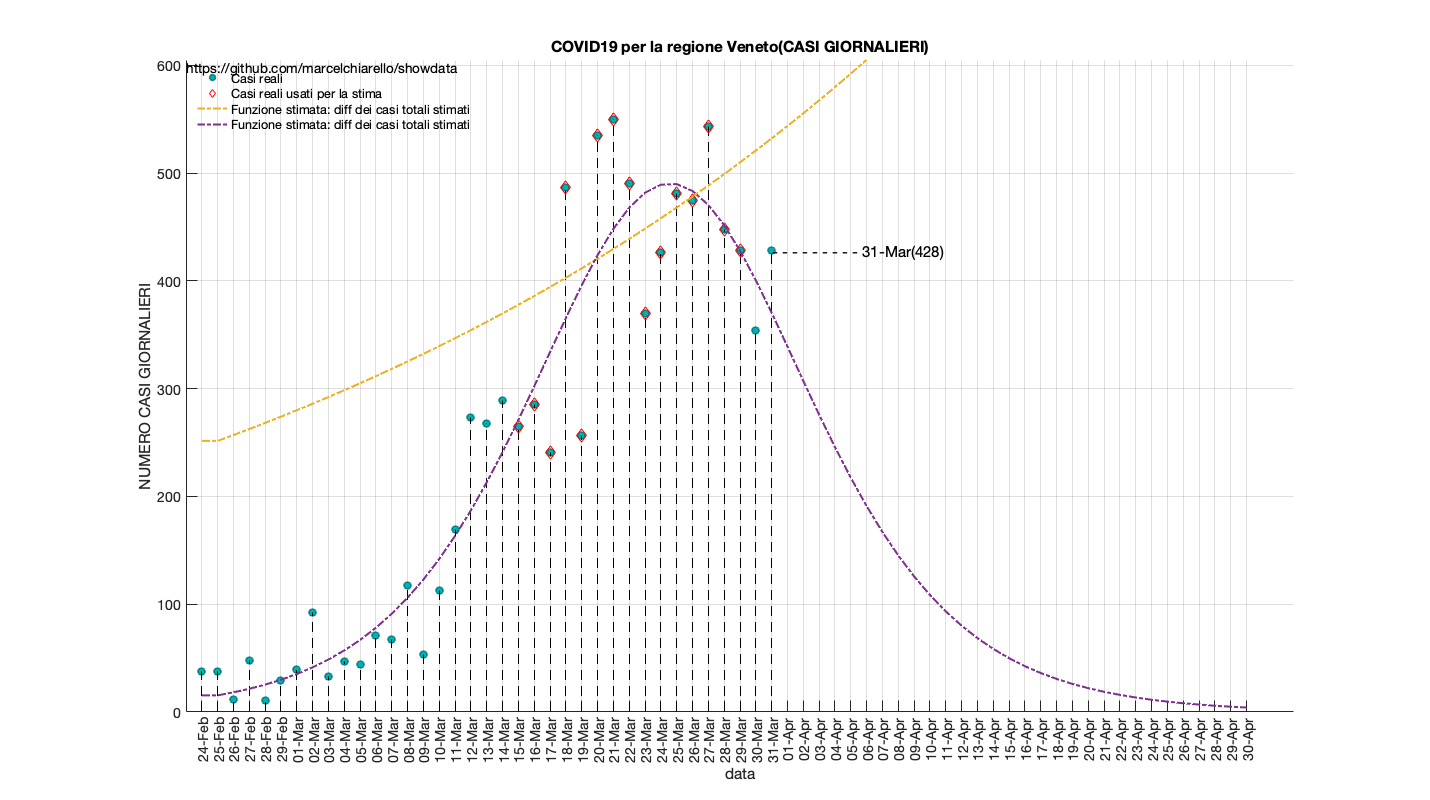 COVID19 per la regione Veneto(CASI GIORNALIERI)
https://github.com/marcelchiarello/showdata
Casi reali
Casi reali usati per la stima
Funzione stimata: diff dei casi totali stimati
Funzione stimata: diff dei casi totali stimati
600
500
400
300
200
100
0
NUMERO CASI GIORNALIERI
31-Mar(428)
24-Feb
25-Feb
26-Feb
27-Feb
28-Feb
29-Feb
01-Mar
02-Mar
03-Mar
04-Mar
05-Mar
06-Mar
07-Mar
08-Mar
09-Mar
10-Mar
11-Mar
12-Mar
13-Mar
14-Mar
15-Mar
16-Mar
17-Mar
18-Mar
19-Mar
20-Mar
21-Mar
22-Mar
23-Mar
24-Mar
25-Mar
26-Mar
27-Mar
28-Mar
29-Mar
30-Mar
31-Mar
01-Apr
02-Apr
03-Apr
04-Apr
05-Apr
06-Apr
07-Apr
08-Apr
09-Apr
10-Apr
11-Apr
12-Apr
13-Apr
14-Apr
15-Apr
16-Apr
17-Apr
18-Apr
19-Apr
20-Apr
21-Apr
22-Apr
23-Apr
24-Apr
25-Apr
26-Apr
27-Apr
28-Apr
29-Apr
30-Apr
data